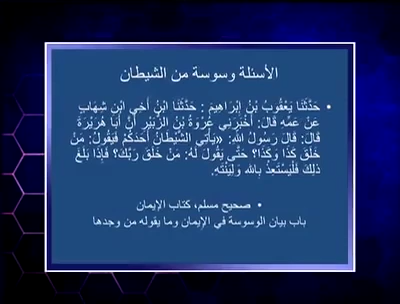 الأسئلة وسوسة من الشيطان
• حَدَّثَنَا يَعْقُوبُ بْنُ إِبْرَاهِيمَ : حَدَّثَنَا ابْنُ أَخِي ابْنِ شِهَابٍ
عَنْ عَمِّهِ قَالَ: أَخْبَرَنِي عُرْوَةُ بْنُ الزُّبَيْرِ أَنَّ أَبَا هُرَيْرَةَ
قَالَ: قَالَ رَسُولُ اللهِ: «يَأْتِي الشَّيْطَانُ أَحَدَكُمْ فَيَقُولُ: مَنْ
خَلَقَ كَذَا وَكَذَا؟ حَتَّى يَقُولَ لَهُ: مَنْ خَلَقَ رَبَّكَ؟ فَإِذَا بَلَغَ
ذَلِكَ فَلْيَسْتَعِذْ بِاللهِ وَلْيَنْتَهِ.
• صحيح مسلم، كتاب الإيمان
باب بيان الوسوسة في الإيمان وما يقوله من وجدها